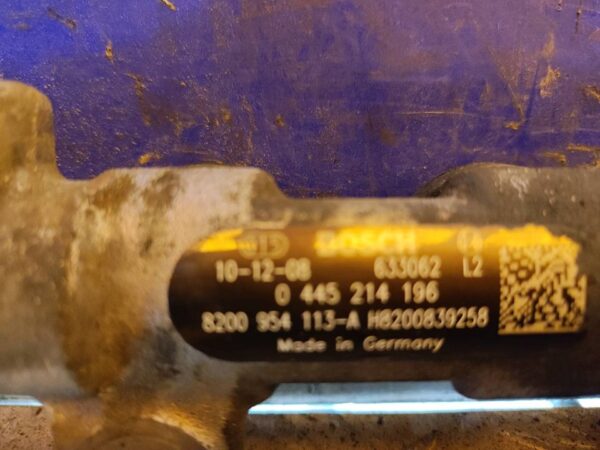 BOSCH
10-12-08 633062 L2
0 445 214 196
8200 954 113-A H8200839258
Made in Germany